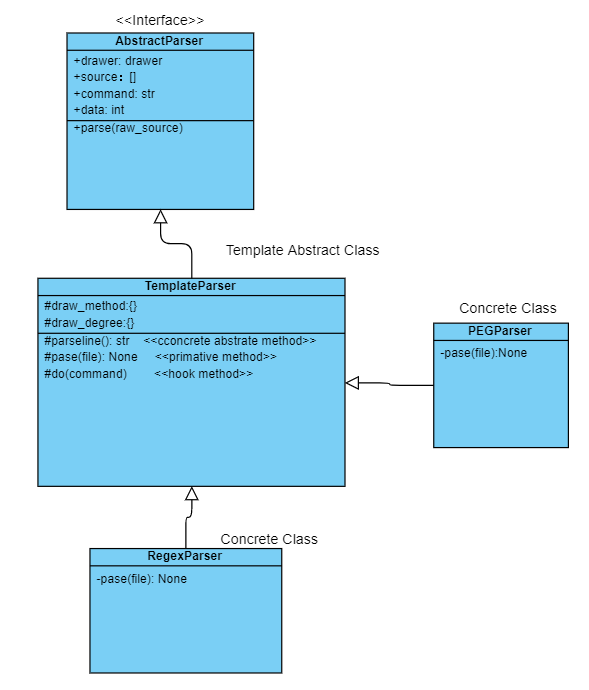 <<Interface>>
AbstractParser
+drawer: drawer
+source: []
+command: str
+data: int
+parse(raw_source)
Template Abstract Class
TemplateParser
#draw_method:{}
#draw_degree:{}
#parseline(): str <<cconcrete abstrate method>>
#pase(file): None <<primative method>>
#do(command) <<hook method>>
Concrete Class
PEGParser
-pase(file):None
Concrete Class
RegexParser
-pase(file): None